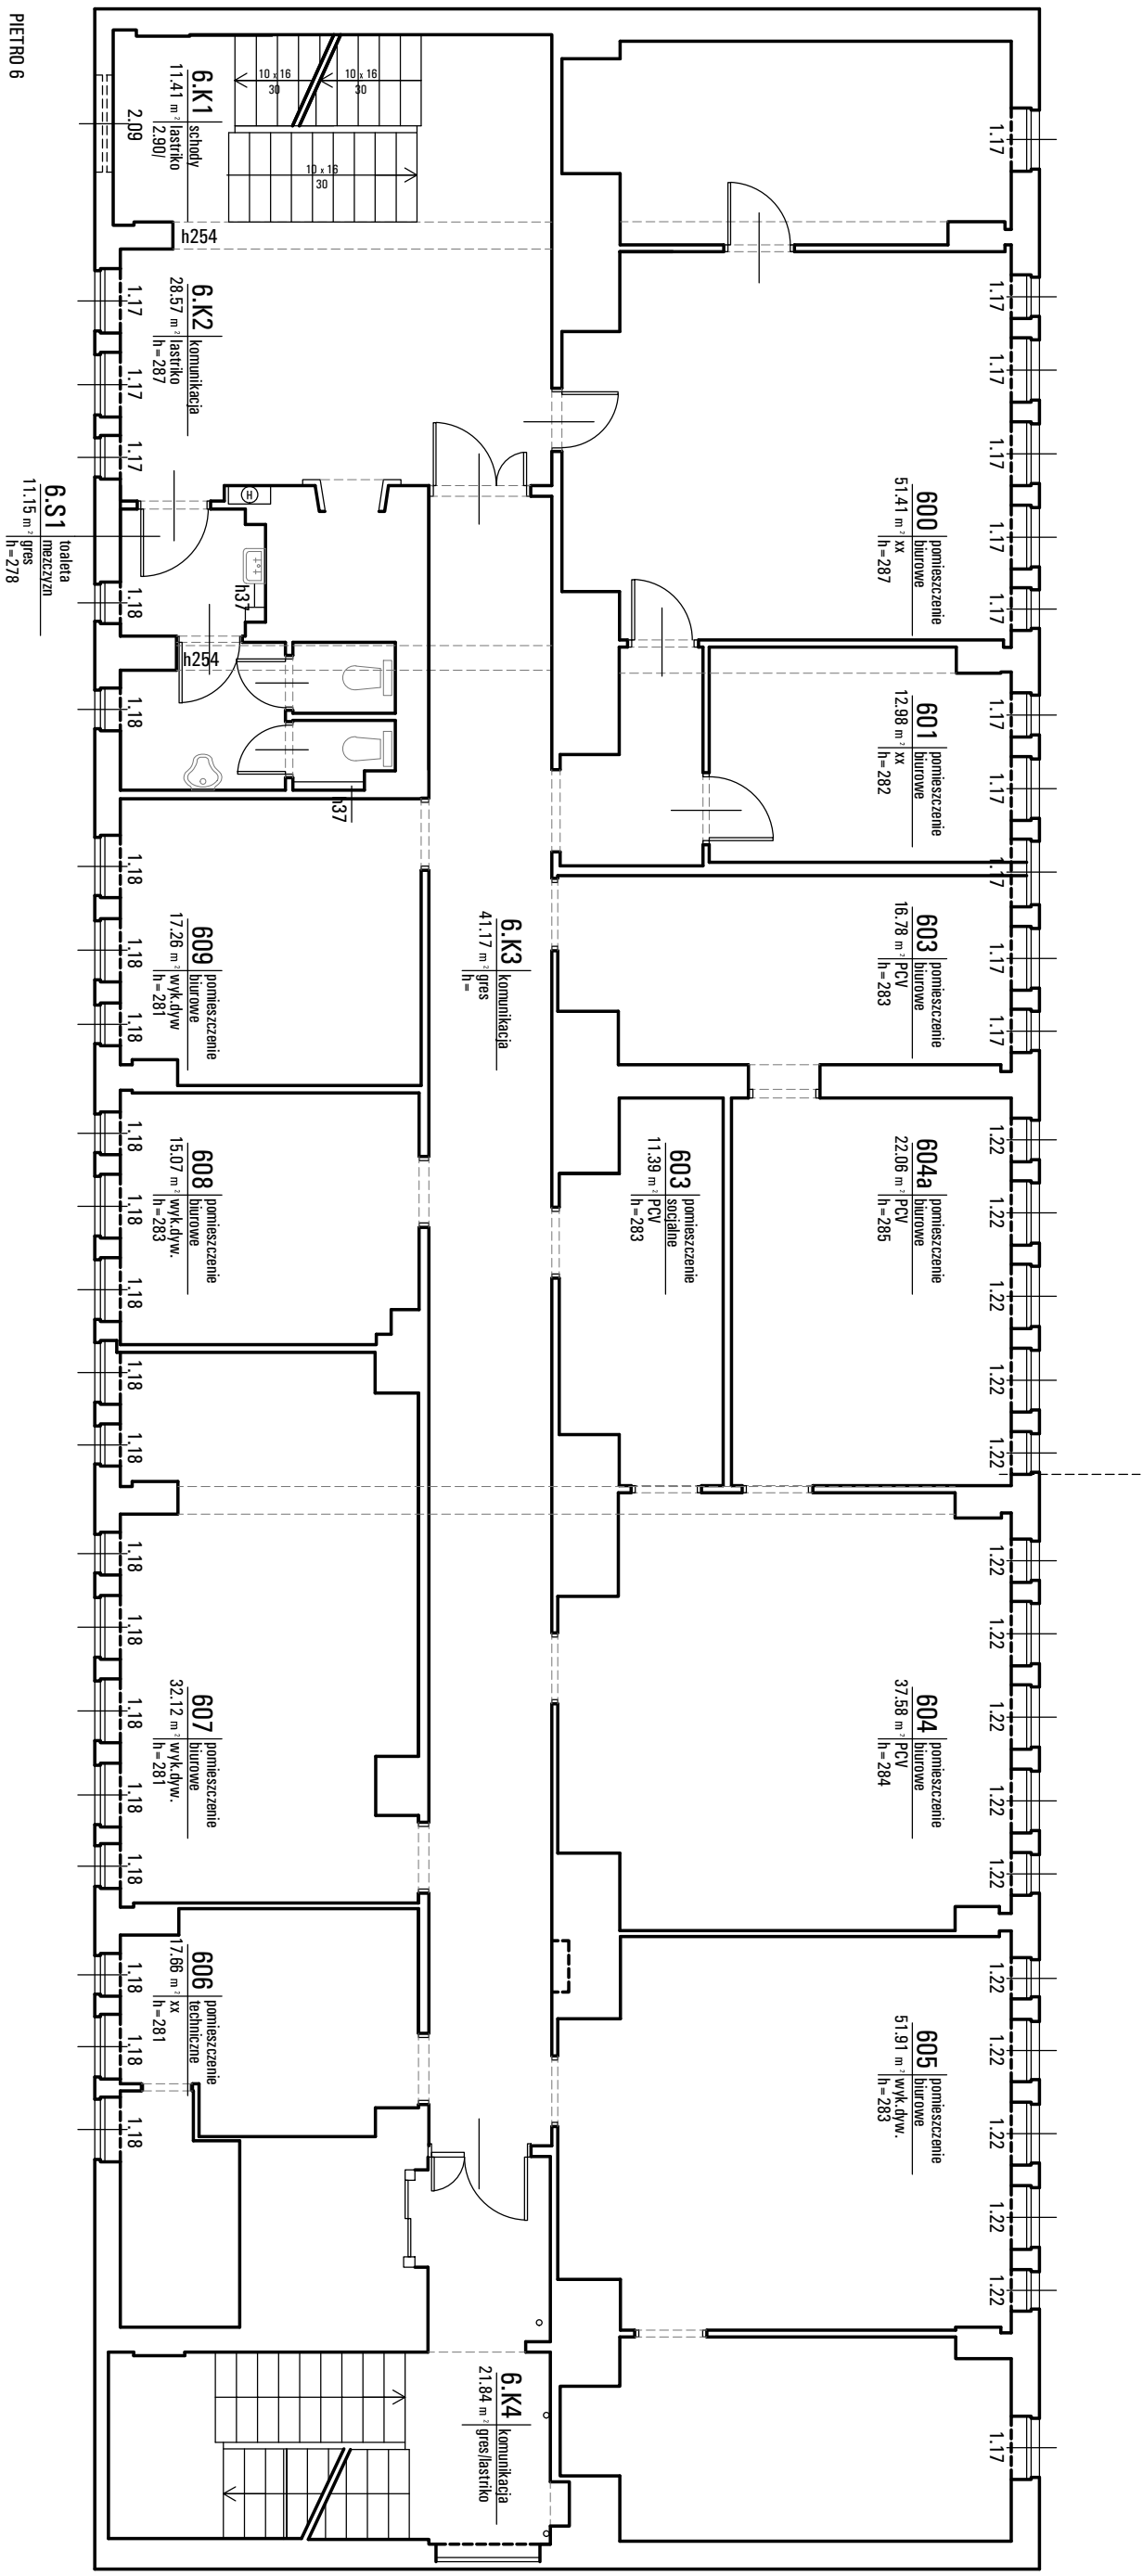 PIETRO 6
6.K1
schody
11.41 m² lastriko
2.90/
2.09
10 x 16
30
10 x 16
30
10 x 16
30
h254
6.K2
komunikacja
28.57 m² lastriko
h=287
1.17
1.17
1.17
6.S1
toaleta
mezczyzn
11.15 m² gres
h=278
H
h37
1.18
h254
1.18
h37
609
pomieszczenie
biurowe
17.26 m² wyk.dyw
h=281
1.18
1.18
1.18
608
pomieszczenie
biurowe
15.07 m² wyk.dyw.
h=283
1.18
1.18
1.18
607
pomieszczenie
biurowe
32.12 m² wyk.dyw.
h=281
1.18
1.18
1.18
1.18
1.18
1.18
1.18
606
pomieszczenie
techniczne
17.66 m² xx
h=281
1.18
1.18
1.18
6.K3
komunikacja
41.17 m² gres
h=
6.K4
komunikacja
21.84 m² gres/lastriko
600
pomieszczenie
biurowe
51.41 m² xx
h=287
1.17
1.17
1.17
1.17
1.17
1.17
601
pomieszczenie
biurowe
12.98 m² xx
h=282
1.17
1.17
1.17
603
pomieszczenie
biurowe
16.78 m² PCV
h=283
1.17
1.17
603
pomieszczenie
socjalne
11.39 m² PCV
h=283
604a
pomieszczenie
biurowe
22.06 m² PCV
h=285
1.22
1.22
1.22
1.22
1.22
604
pomieszczenie
biurowe
37.58 m² PCV
h=284
1.22
1.22
1.22
1.22
1.22
605
pomieszczenie
biurowe
51.91 m² wyk.dyw.
h=283
1.22
1.22
1.22
1.22
1.22
1.17